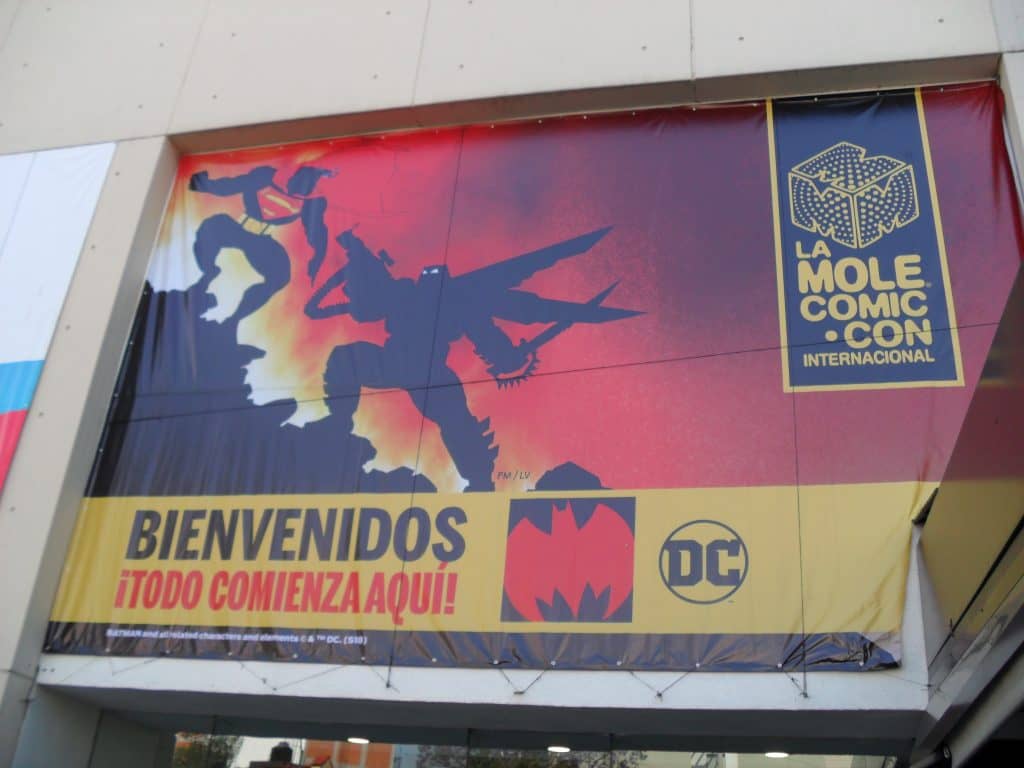 LA
MOLE
COMIC
• CON
INTERNACIONAL
FM / LV
BIENVENIDOS
¡TODO COMIENZA AQUÍ!
DC
BATMAN and all related characters and elements © & ™ DC. (S19)